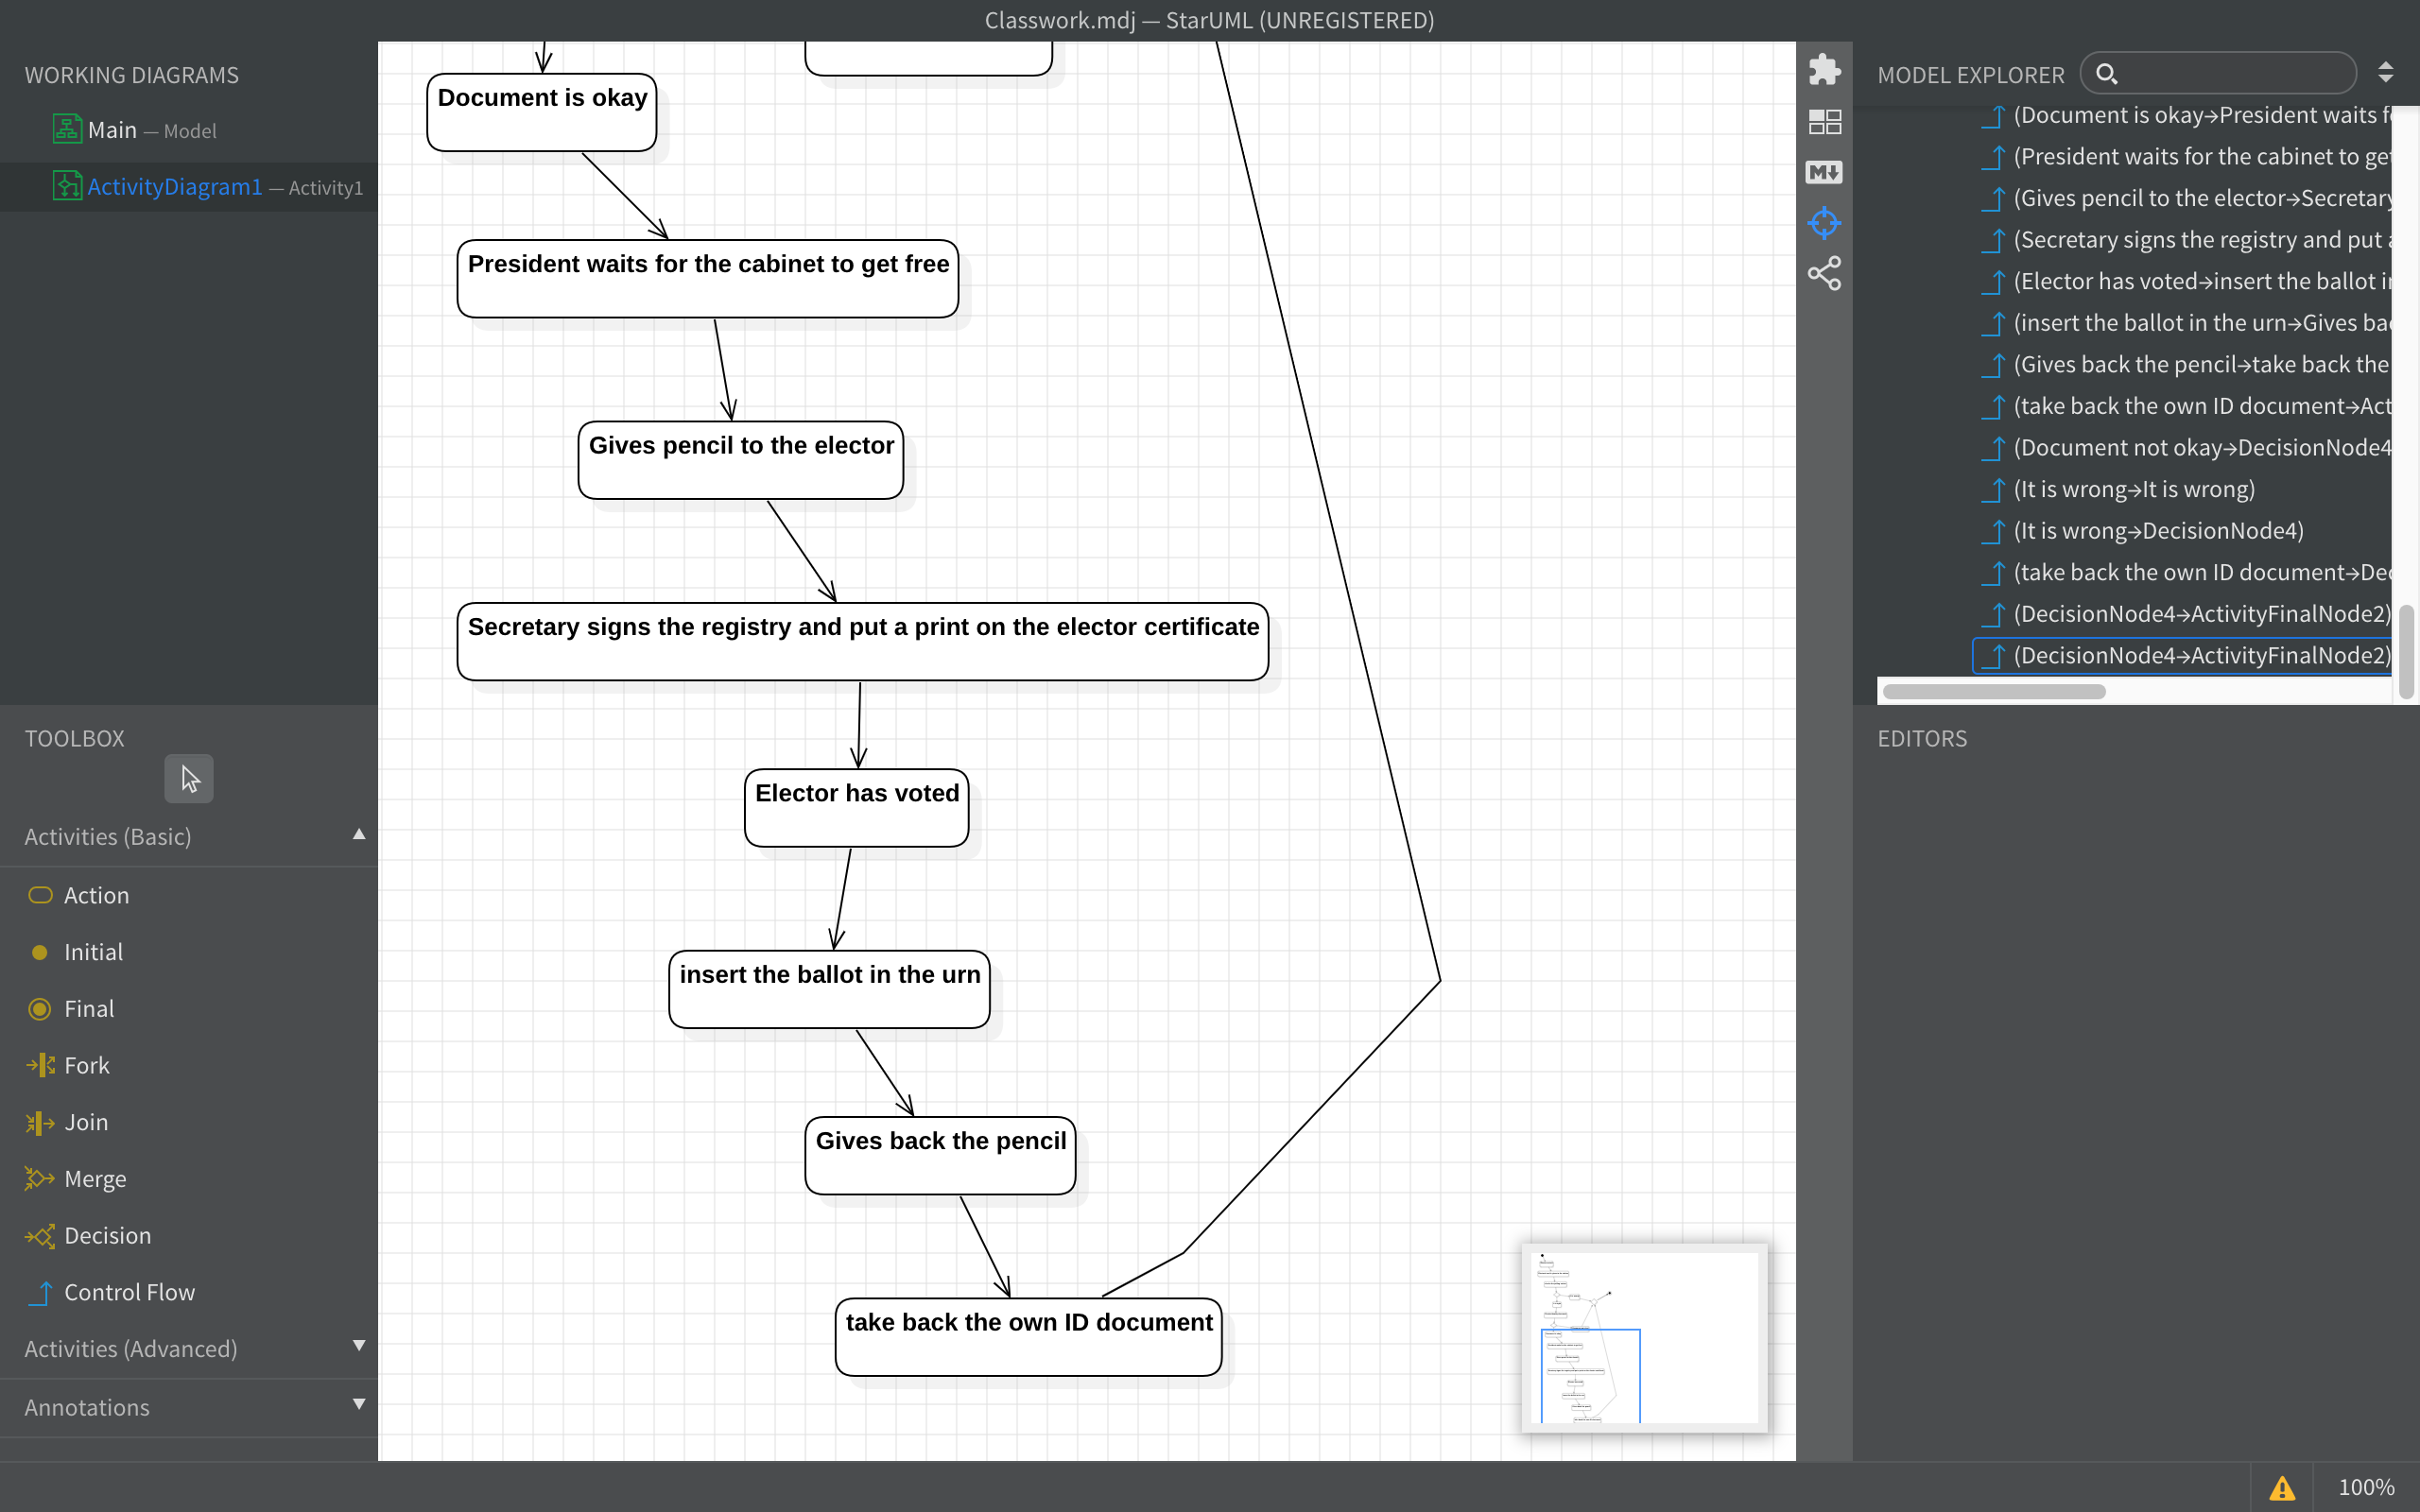 Classwork.mdj — StarUML (UNREGISTERED)
WORKING DIAGRAMS
Main — Model
ActivityDiagram1 — Activity1
TOOLBOX
Activities (Basic)
Action
Initial
Final
Fork
Join
Merge
Decision
Control Flow
Activities (Advanced)
Annotations
Document is okay
President waits for the cabinet to get free
Gives pencil to the elector
Secretary signs the registry and put a print on the elector certificate
Elector has voted
insert the ballot in the urn
Gives back the pencil
take back the own ID document
MODEL EXPLORER
(Document is okay→President waits
(President waits for the cabinet to get
(Gives pencil to the elector→Secretary
(Secretary signs the registry and put a
(Elector has voted→insert the ballot
(insert the ballot in the urn→Gives
(Gives back the pencil→take back the
(take back the own ID document→
(Document not okay→DecisionNode4
(It is wrong→It is wrong)
(It is wrong→DecisionNode4)
(take back the own ID document→
(DecisionNode4→ActivityFinalNode2)
(DecisionNode4→ActivityFinalNode2)
EDITORS
100%